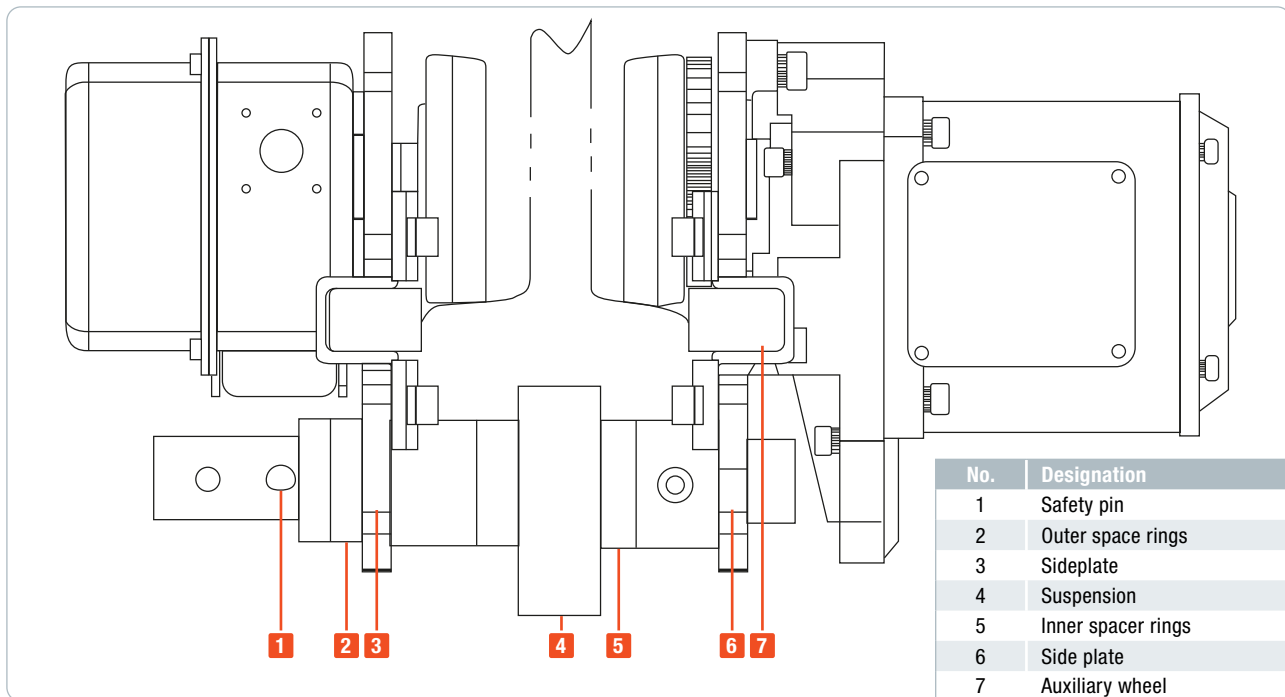 1 2 3 4 5 6 7
No. Designation
1 Safety pin
2 Outer space rings
3 Sideplate
4 Suspension
5 Inner spacer rings
6 Side plate
7 Auxiliary wheel